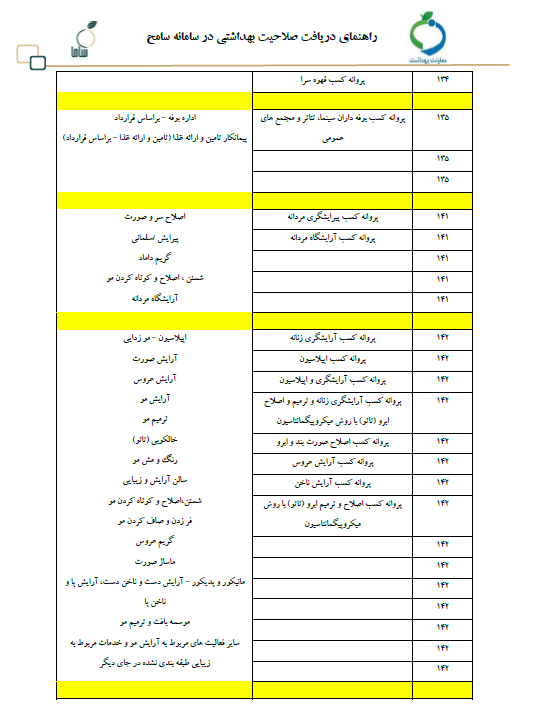 راهنمای دریافت صلاحیت بهداشتی در سامانه سامح
معاونت بهداشت
ساما
۱۳۴ پروانه کسب قهوه سرا
۱۳۵ پروانه کسب بوفه داران سینما، تئاتر و مجتمع های عمومی
اداره بوفه - براساس قرارداد
پیمانکار تامین و ارائه غذا (تامین و ارائه غذا - براساس قرارداد)
۱۳۵
۱۳۵
۱۴۱ پروانه کسب پیرایشگری مردانه اصلاح سر و صورت
۱۴۱ پروانه کسب آرایشگاه مردانه پیرایش /سلمانی
۱۴۱ گریم داماد
۱۴۱ شستن ، اصلاح و کوتاه کردن مو
۱۴۱ آرایشگاه مردانه
۱۴۲ پروانه کسب آرایشگری زنانه اپیلاسیون - مو زدایی
۱۴۲ پروانه کسب اپیلاسیون آرایش صورت
۱۴۲ پروانه کسب آرایشگری و اپیلاسیون آرایش عروس
۱۴۲ پروانه کسب آرایشگری زنانه و ترمیم و اصلاح آرایش مو
ابرو (تاتو) با روش میکروپیگمانتاسیون ترمیم مو
۱۴۲ پروانه کسب اصلاح صورت بند و ابرو خالکوبی (تاتو)
۱۴۲ پروانه کسب آرایش عروس رنگ و مش مو
۱۴۲ پروانه کسب آرایش ناخن سالن آرایش و زیبایی
۱۴۲ پروانه کسب اصلاح و ترمیم ابرو (تاتو) با روش شستن،اصلاح و کوتاه کردن مو
میکروپیگمانتاسیون فر زدن و صاف کردن مو
۱۴۲ گریم عروس
۱۴۲ ماساژ صورت
۱۴۲ مانیکور و پدیکور - آرایش دست و ناخن دست، آرایش پا و
۱۴۲ ناخن پا
۱۴۲ موسسه بافت و ترمیم مو
۱۴۲ سایر فعالیت های مربوط به آرایش مو و خدمات مربوط به
۱۴۲ زیبایی طبقه بندی نشده در جای دیگر